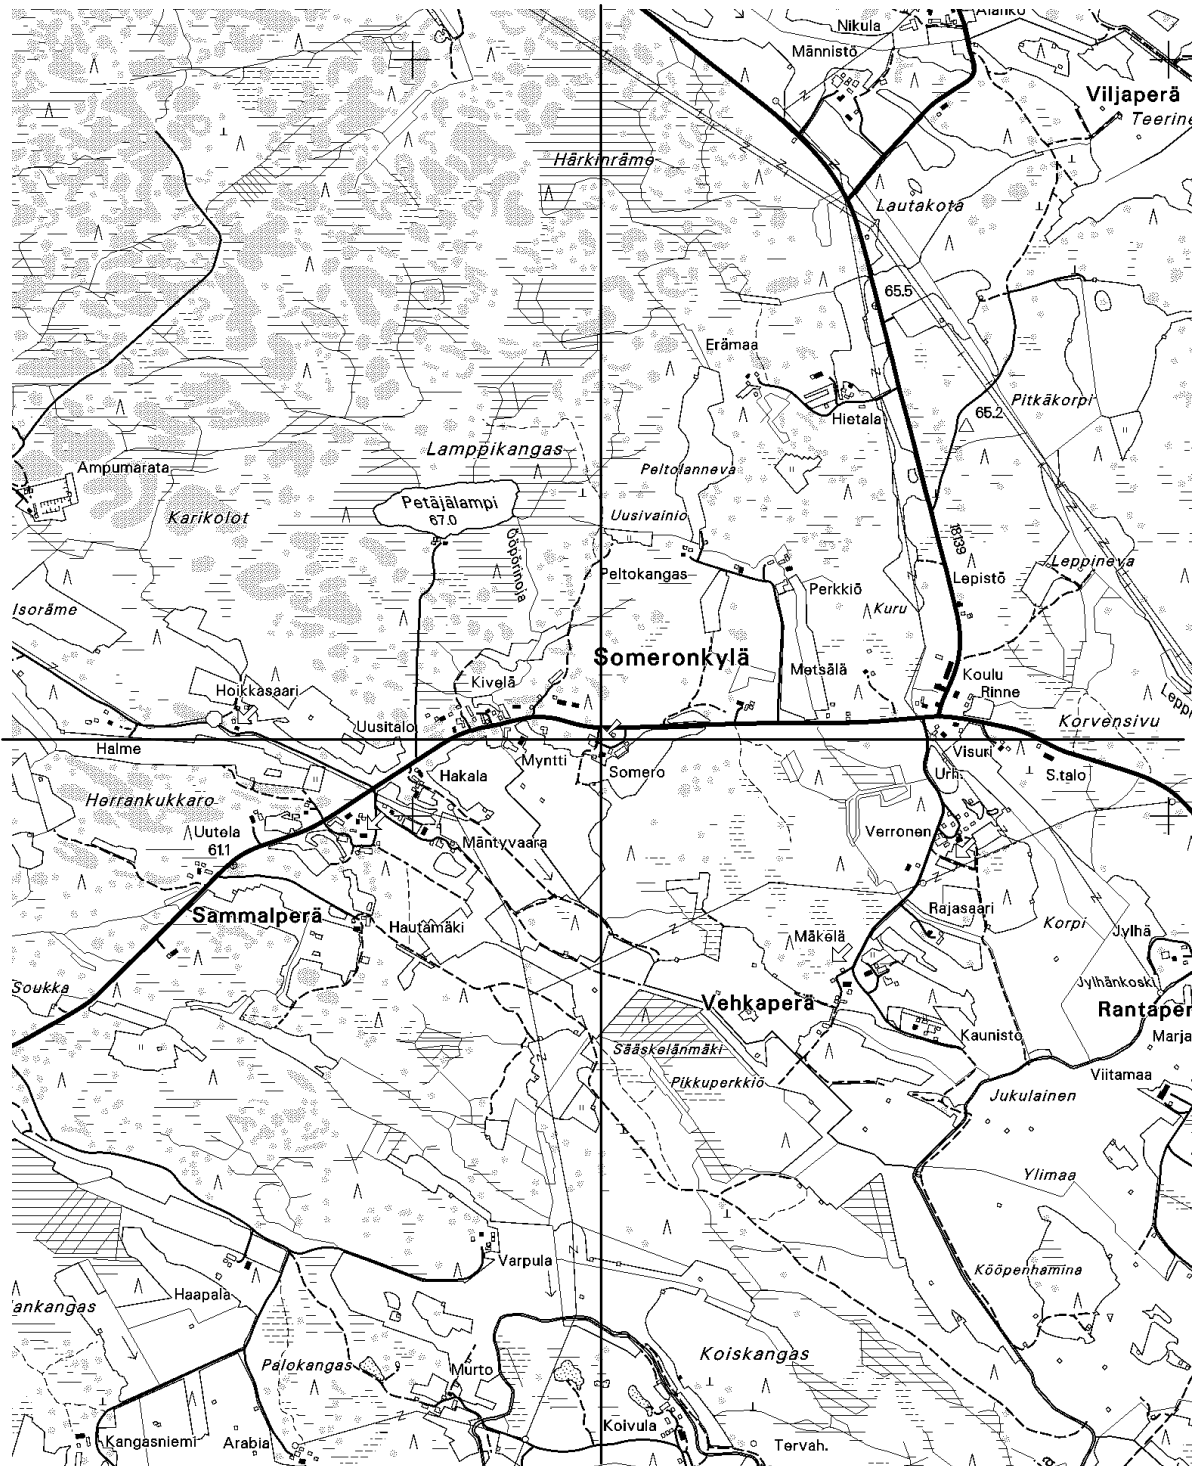 Nikula
Alanko
Männistö
Viljaperä
Härkinräme
Lautakota
65.5
Erämaa
Hietala
65.2
Pitkäkorpi
Lamppikangas
Peltolanneva
Ampumarata
Petäjälampi
67.0
Karikolot
Uusivainio
18139
Ööpörinoja
Leppineva
Peltokangas
Lepistö
Perkkiö
Kuru
Isoräme
Someronkylä
Metsälä
Koulu
Rinne
Kivelä
Hoikkasaari
Korvensivu
Uusitalo
Halme
Myntti
Somero
Visuri
Urh.
S.talo
Hakala
Herrankukkaro
Uutela
61.1
Mäntyvaara
Verronen
Sammalperä
Hautamäki
Rajasaari
Korpi
Mäkelä
Jylhä
Soukka
Jylhänkoski
Vehkaperä
Kaunisto
Sääskelänmäki
Pikkuperkkiö
Viitamaa
Jukulainen
Ylimaa
Varpula
Kööpenhamina
Haapala
Palokangas
Murto
Koiskangas
Kangasniemi
Arabia
Koivula
Tervah.